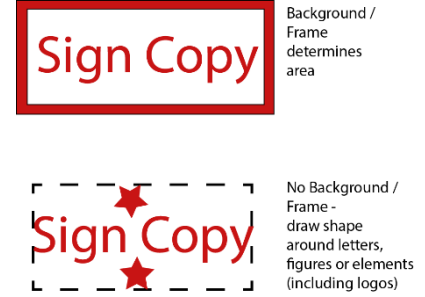 Sign Copy
Background /
Frame
determines
area
Sign Copy
No Background /
Frame -
draw shape
around letters,
figures or elements
(including logos)